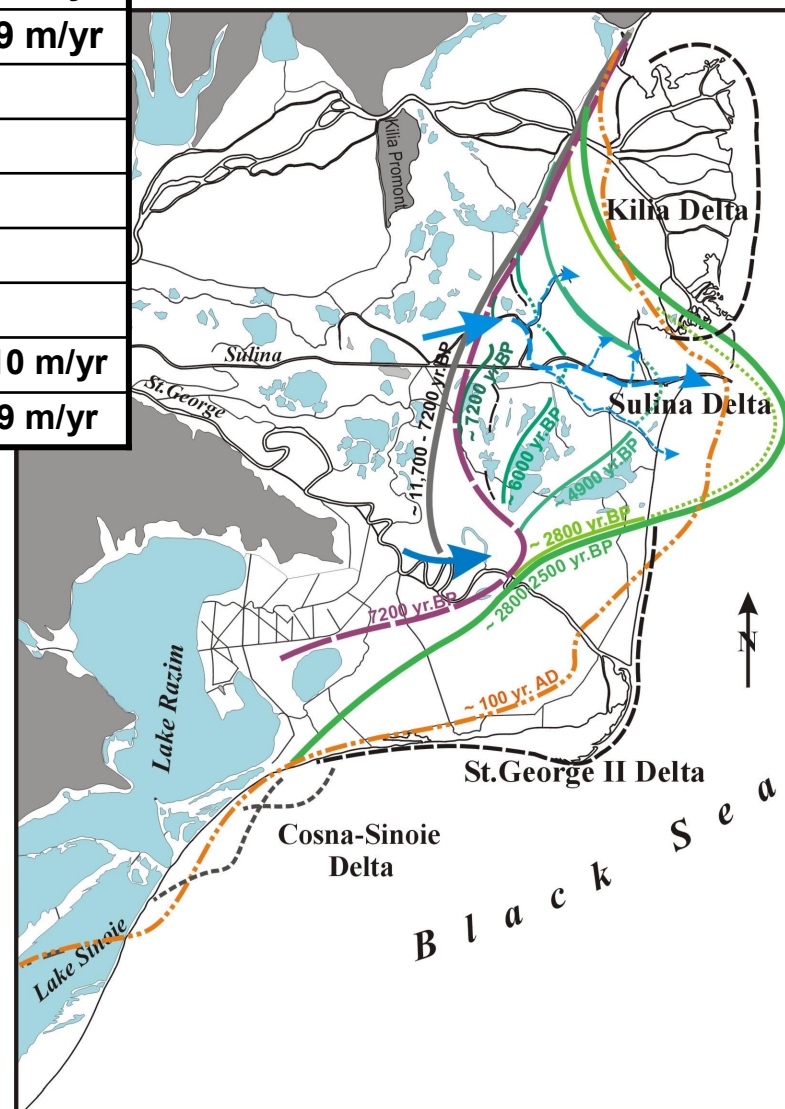 9 m/yr
10 m/yr
9 m/yr
Kilia Promont
Kilia Delta
Sulina
St.George
~11,700 - 7200 yr.BP
~ 7200 yr.BP
~ 6000 yr.BP
~ 4900 yr.BP
Sulina Delta
~ 2800 yr.BP
~ 2800-2500 yr.BP
7200 yr.BP
N
~ 100 yr. AD
Lake Razim
St.George II Delta
Cosna-Sinoie
Delta
Black Sea
Lake Sinoie